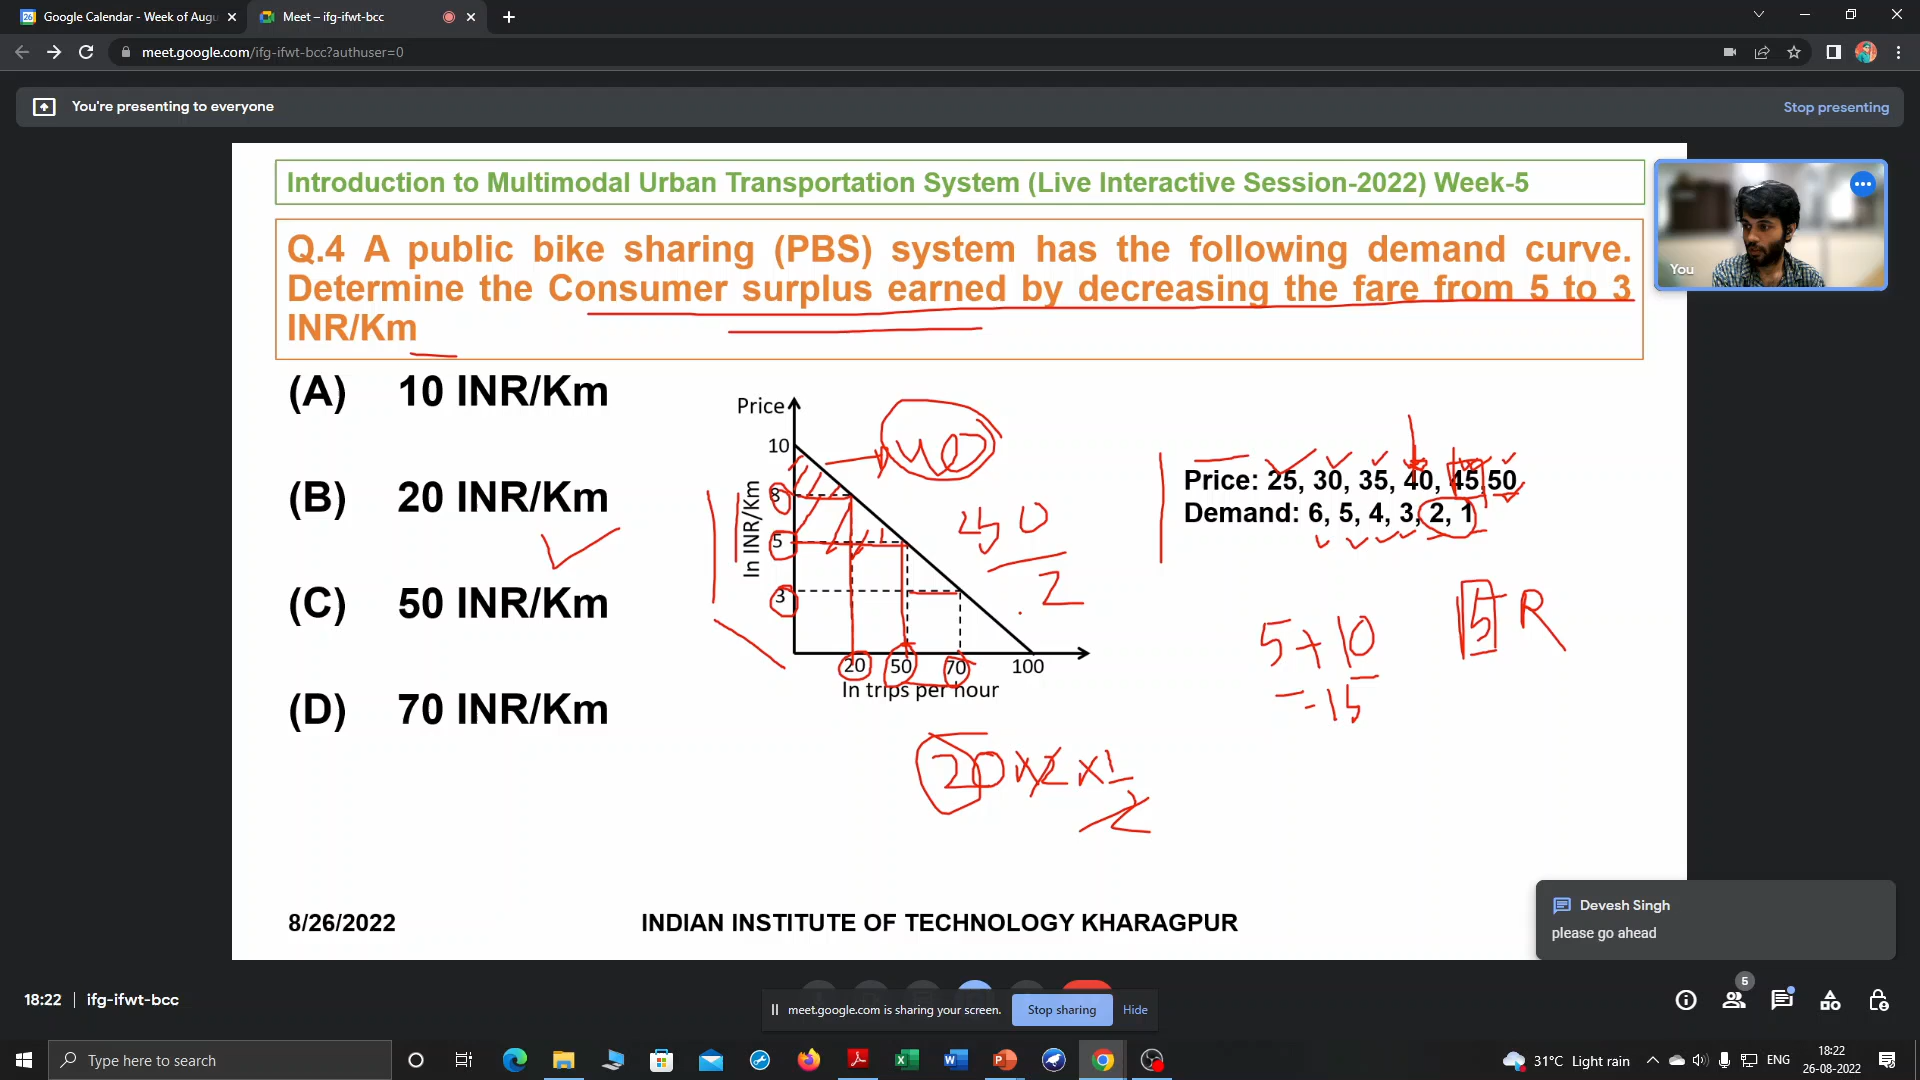 Google Calendar - Week of Augu
Meet – ifg-ifwt-bcc
meet.google.com/ifg-ifwt-bcc?authuser=0
You're presenting to everyone
Stop presenting
Introduction to Multimodal Urban Transportation System (Live Interactive Session-2022) Week-5
You
Q.4 A public bike sharing (PBS) system has the following demand curve.
Determine the Consumer surplus earned by decreasing the fare from 5 to 3
INR/Km
(A) 10 INR/Km
(B) 20 INR/Km
(C) 50 INR/Km
(D) 70 INR/Km
Price
In INR/Km
10
8
5
3
20 50 70 100
In trips per hour
40
250
2
20x2x1
2
Price: 25, 30, 35, 40, 45,50
Demand: 6, 5, 4, 3, 2, 1
5+10
=15
5 R
8/26/2022
INDIAN INSTITUTE OF TECHNOLOGY KHARAGPUR
Devesh Singh
please go ahead
18:22 | ifg-ifwt-bcc
5
meet.google.com is sharing your screen.
Stop sharing
Hide
Type here to search
31°C Light rain
ENG
18:22
26-08-2022